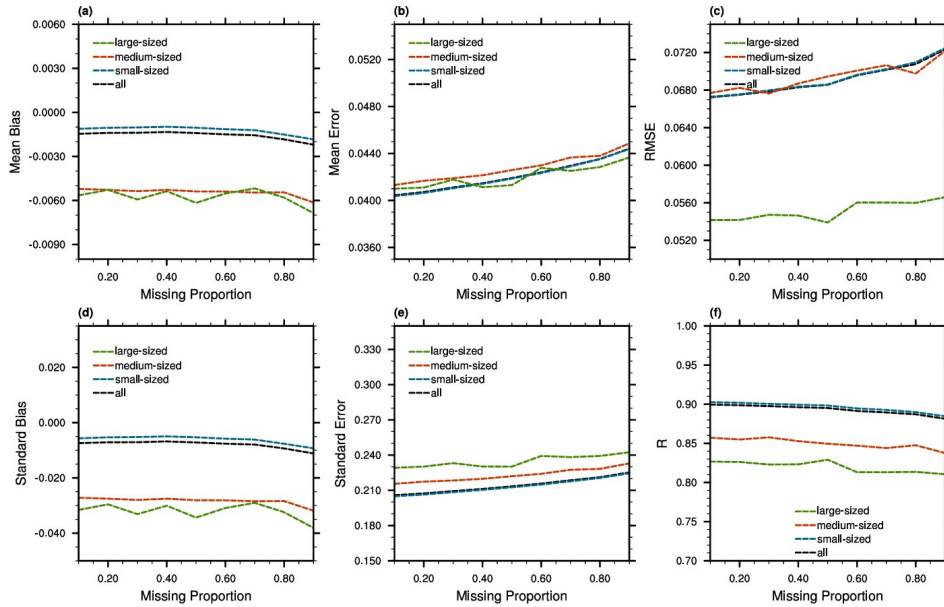 (a)
0.0060
0.0030
0.0000
-0.0030
-0.0060
-0.0090
Mean Bias
large-sized
medium-sized
small-sized
all
0.20 0.40 0.60 0.80
Missing Proportion
(b)
0.0520
0.0480
0.0440
0.0400
0.0360
Mean Error
large-sized
medium-sized
small-sized
all
0.20 0.40 0.60 0.80
Missing Proportion
(c)
0.0720
0.0680
0.0640
0.0600
0.0560
0.0520
RMSE
large-sized
medium-sized
small-sized
all
0.20 0.40 0.60 0.80
Missing Proportion
(d)
0.020
0.000
-0.020
-0.040
Standard Bias
large-sized
medium-sized
small-sized
all
0.20 0.40 0.60 0.80
Missing Proportion
(e)
0.330
0.300
0.270
0.240
0.210
0.180
0.150
Standard Error
large-sized
medium-sized
small-sized
all
0.20 0.40 0.60 0.80
Missing Proportion
(f)
1.00
0.95
0.90
0.85
0.80
0.75
0.70
R
large-sized
medium-sized
small-sized
all
0.20 0.40 0.60 0.80
Missing Proportion